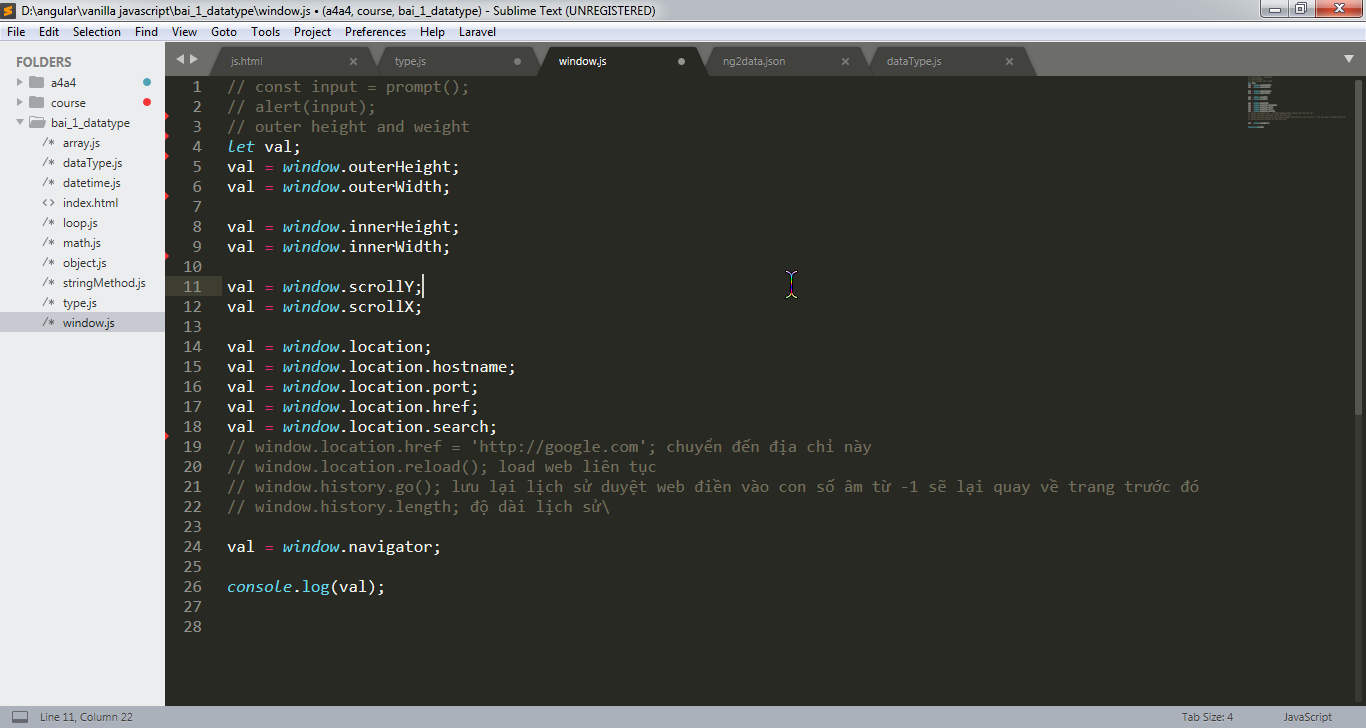 D:\angular\vanilla javascript\bai_1_datatype\window.js • (a4a4, course, bai_1_datatype) - Sublime Text (UNREGISTERED)
File Edit Selection Find View Goto Tools Project Preferences Help Laravel
FOLDERS
a4a4
course
bai_1_datatype
/* array.js
/* dataType.js
/* datetime.js
<> index.html
/* loop.js
/* math.js
/* object.js
/* stringMethod.js
/* type.js
/* window.js
js.html × type.js window.js ng2data.json × dataType.js ×
1 // const input = prompt();
2 // alert(input);
3 // outer height and weight
4 let val;
5 val = window.outerHeight;
6 val = window.outerWidth;
7
8 val = window.innerHeight;
9 val = window.innerWidth;
10
11 val = window.scrollY;
12 val = window.scrollX;
13
14 val = window.location;
15 val = window.location.hostname;
16 val = window.location.port;
17 val = window.location.href;
18 val = window.location.search;
19 // window.location.href = 'http://google.com'; chuyển đến địa chỉ này
20 // window.location.reload(); load web liên tục
21 // window.history.go(); lưu lại lịch sử duyệt web điền vào con số âm từ -1 sẽ lại quay về trang trước đó
22 // window.history.length; độ dài lịch sử\
23
24 val = window.navigator;
25
26 console.log(val);
27
28
Line 11, Column 22 Tab Size: 4 JavaScript